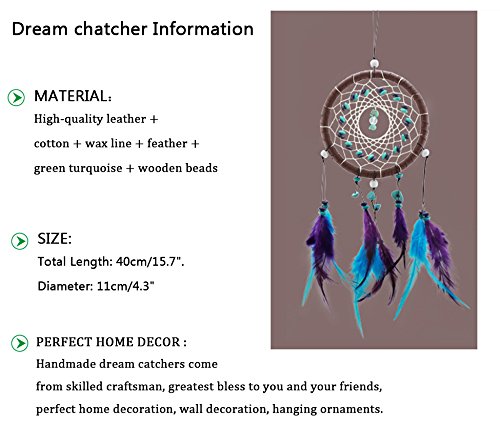 Dream chatcher Information
MATERIAL:
High-quality leather +
cotton + wax line + feather +
green turquoise + wooden beads
SIZE:
Total Length: 40cm/15.7".
Diameter: 11cm/4.3"
PERFECT HOME DECOR :
Handmade dream catchers come
from skilled craftsman, greatest bless to you and your friends,
perfect home decoration, wall decoration, hanging ornaments.